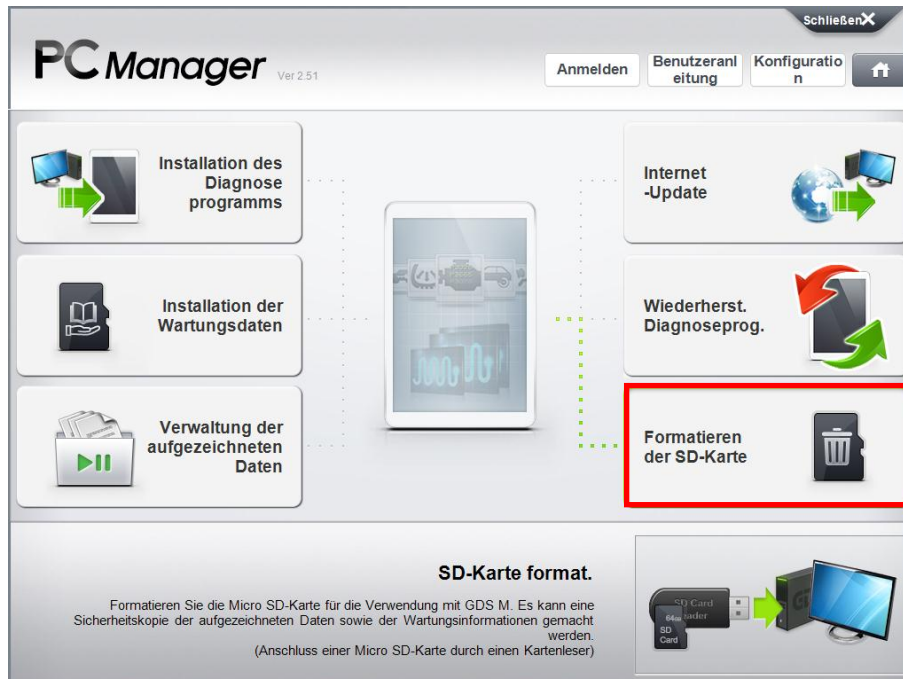 Schließen X
PC Manager Ver 2.51
Anmelden
Benutzeranl
eitung
Konfiguratio
n
Installation des
Diagnose
programms
Internet
-Update
Installation der
Wartungsdaten
Wiederherst.
Diagnoseprog.
Verwaltung der
aufgezeichneten
Daten
Formatieren
der SD-Karte
SD-Karte format.
Formatieren Sie die Micro SD-Karte für die Verwendung mit GDS M. Es kann eine
Sicherheitskopie der aufgezeichneten Daten sowie der Wartungsinformationen gemacht
werden.
(Anschluss einer Micro SD-Karte durch einen Kartenleser)
SD Card
64GB
SD
Card